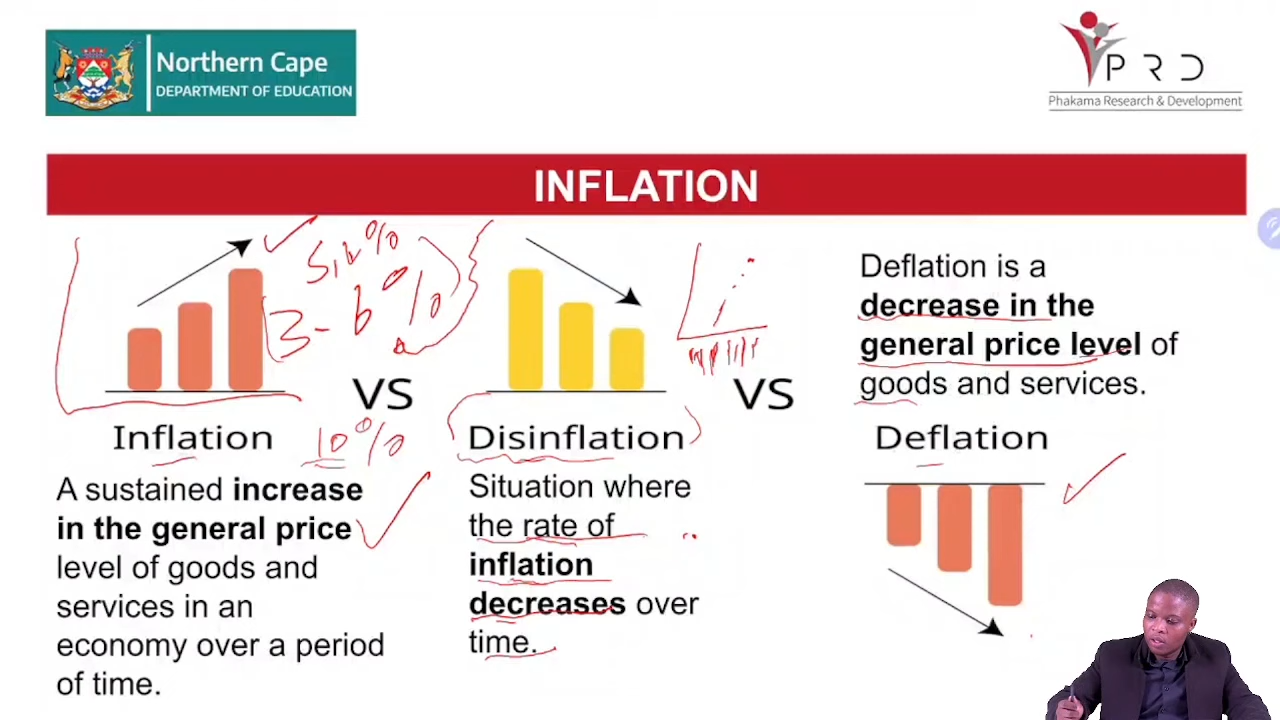 Northern Cape
DEPARTMENT OF EDUCATION
P R D
Phakama Research & Development
INFLATION
3-6%
VS
Inflation
10%
A sustained increase
in the general price
level of goods and
services in an
economy over a period
of time.
Disinflation
Situation where
the rate of
inflation
decreases over
time.
VS
Deflation is a
decrease in the
general price level of
goods and services.
Deflation